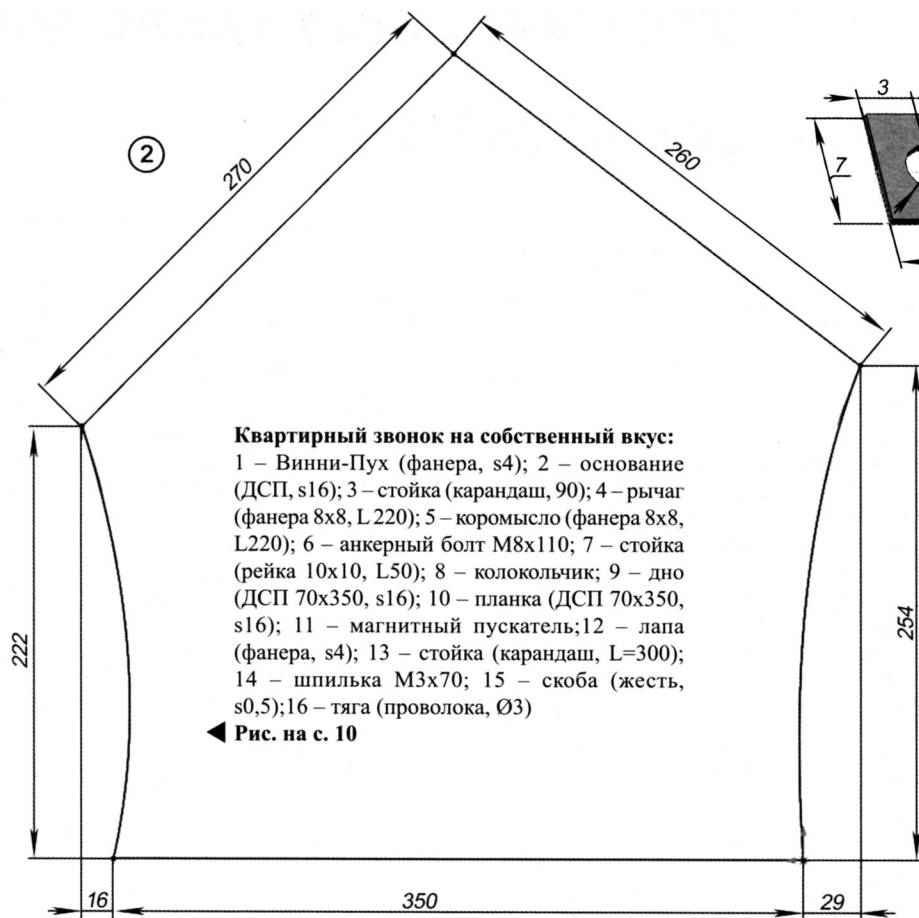 2
270
260
3
7
Квартирный звонок на собственный вкус:
1 – Винни-Пух (фанера, s4); 2 – основание
(ДСП, s16); 3 – стойка (карандаш, 90); 4 – рычаг
(фанера 8х8, L 220); 5 – коромысло (фанера 8х8,
L220); 6 – анкерный болт М8х110; 7 – стойка
(рейка 10х10, L50); 8 – колокольчик; 9 – дно
(ДСП 70х350, s16); 10 – планка (ДСП 70х350,
s16); 11 – магнитный пускатель;12 – лапа
(фанера, s4); 13 – стойка (карандаш, L=300);
14 – шпилька М3х70; 15 – скоба (жесть,
s0,5);16 – тяга (проволока, Ø3)
◀ Рис. на с. 10
222
254
16
350
29